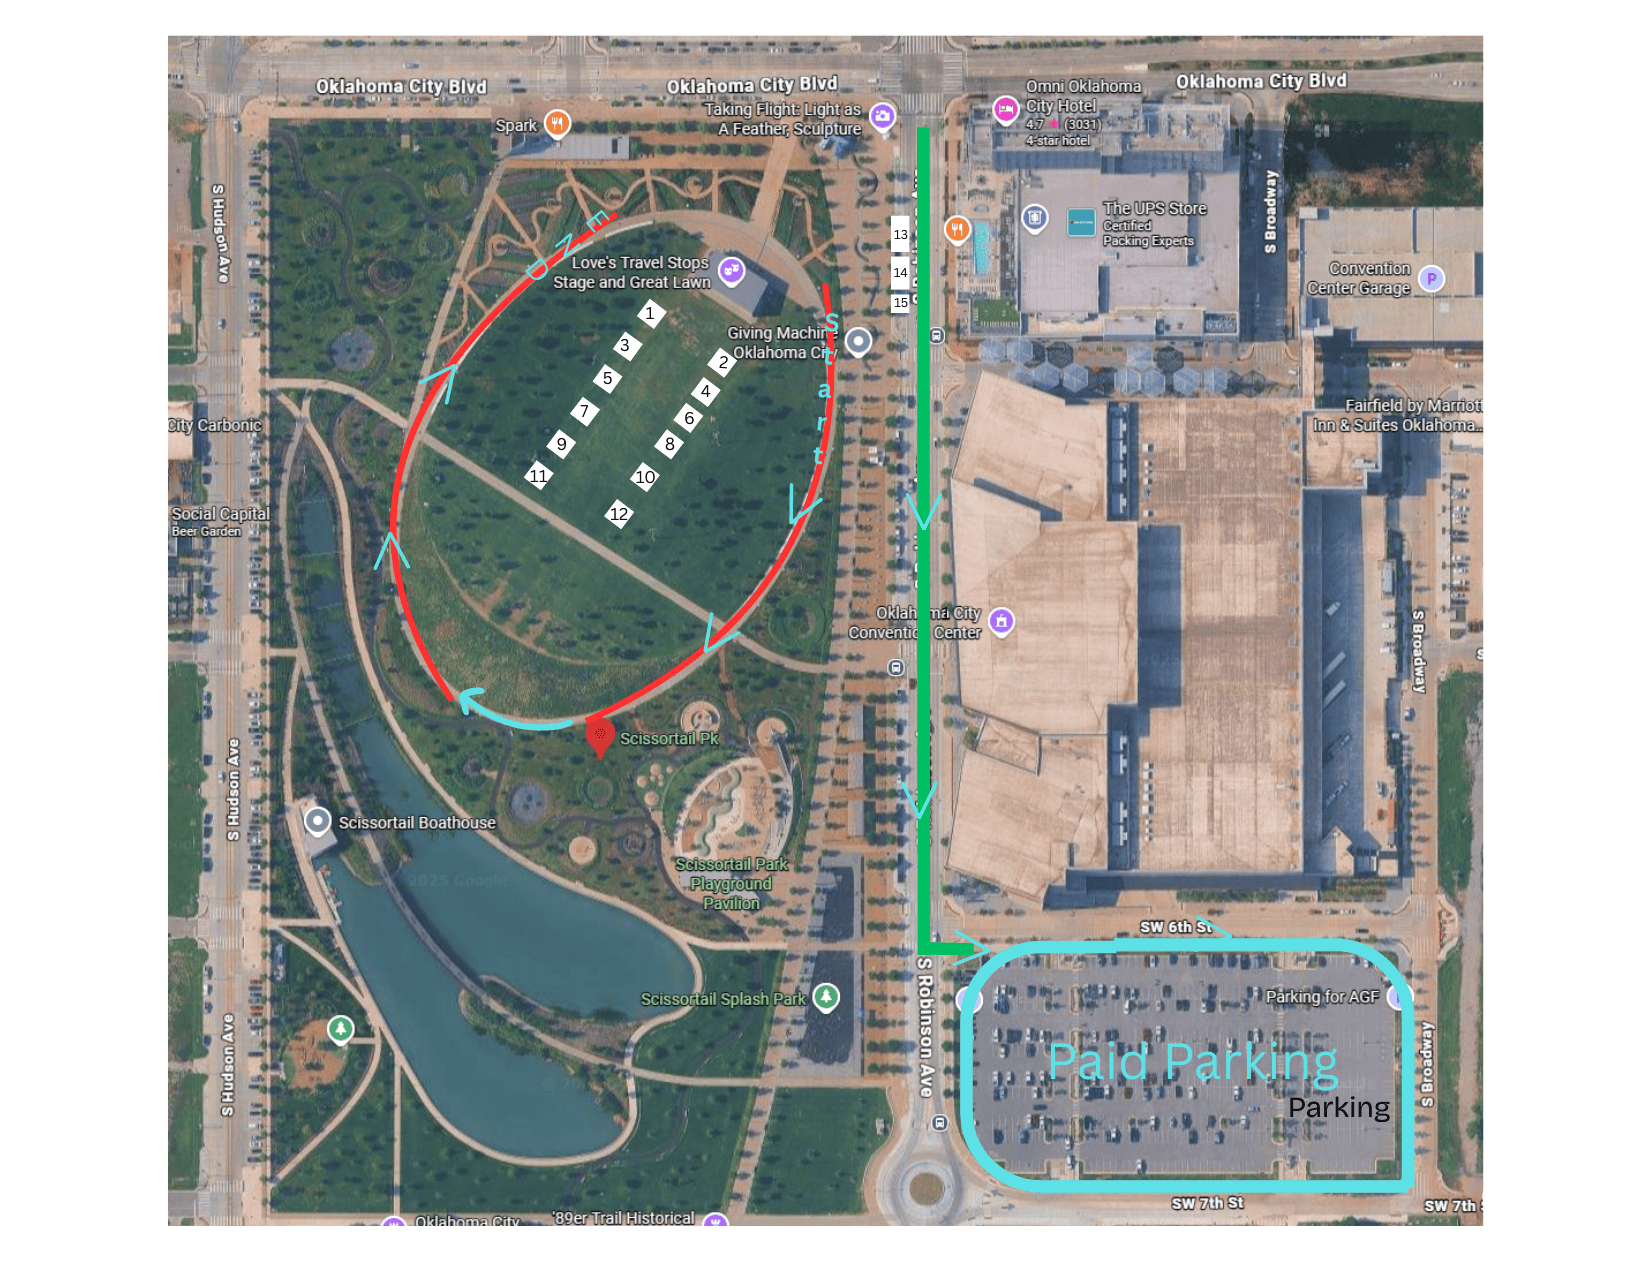 Oklahoma City Blvd
Oklahoma City Blvd
Oklahoma City Blvd
Omni Oklahoma
City Hotel
4.7 ★ (3031)
4-star hotel
Taking Flight: Light as
A Feather, Sculpture
Spark
S Hudson Ave
S Broadway
The UPS Store
Certified
Packing Experts
E
N
D
13
14
15
Love's Travel Stops
Stage and Great Lawn
Convention
Center Garage
P
1
2
3
4
5
6
7
8
9
10
11
12
Giving Machine
Oklahoma City
Start
City Carbonic
Fairfield by Marriott
Inn & Suites Oklahoma...
Social Capital
Beer Garden
Oklahoma City
Convention Center
S Broadway
Scissortail Pk
S Hudson Ave
Scissortail Boathouse
2025 Google
Scissortail Park
Playground
Pavilion
SW 6th St
Scissortail Splash Park
S Robinson Ave
Parking for AGF
Paid Parking
Parking
S Hudson Ave
S Broadway
SW 7th St
SW 7th S
Oklahoma City
'89er Trail Historical